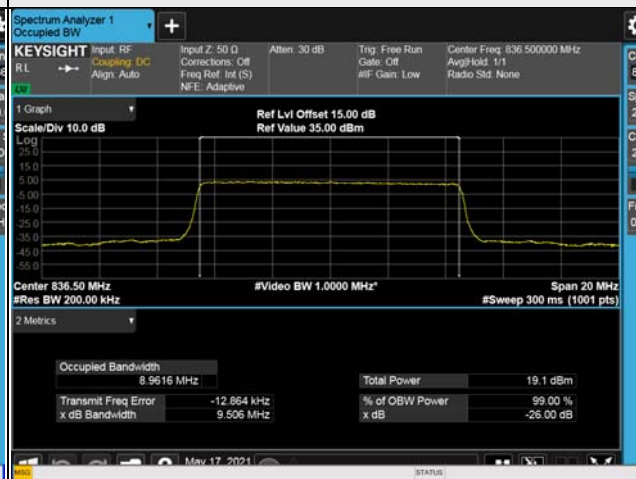 Spectrum Analyzer 1
Occupied BW
KEYSIGHT
RL
Input: RF
Coupling: DC
Align: Auto
Input Z: 50 Ω
Corrections: Off
Freq Ref: Int (S)
NFE: Adaptive
Atten: 30 dB
Trig: Free Run
Gate: Off
#IF Gain: Low
Center Freq: 836.500000 MHz
Avg|Hold: 1/1
Radio Std: None
1 Graph
Scale/Div 10.0 dB
Ref Lvl Offset 15.00 dB
Ref Value 35.00 dBm
Log
25.0
15.0
5.00
-5.00
-15.0
-25.0
-35.0
-45.0
-55.0
Center 836.50 MHz
#Video BW 1.0000 MHz*
Span 20 MHz
#Res BW 200.00 kHz
#Sweep 300 ms (1001 pts)
2 Metrics
Occupied Bandwidth
8.9616 MHz
Total Power 19.1 dBm
Transmit Freq Error -12.864 kHz
% of OBW Power 99.00 %
x dB Bandwidth 9.506 MHz
x dB -26.00 dB
May 17, 2021
MSG
STATUS